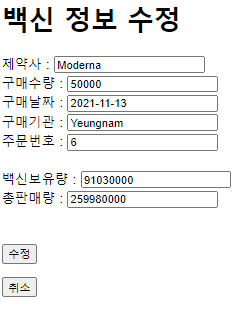 백신 정보 수정
제약사 : Moderna
구매수량 : 50000
구매날짜 : 2021-11-13
구매기관 : Yeungnam
주문번호 : 6
백신보유량 : 91030000
총판매량 : 259980000
수정
취소